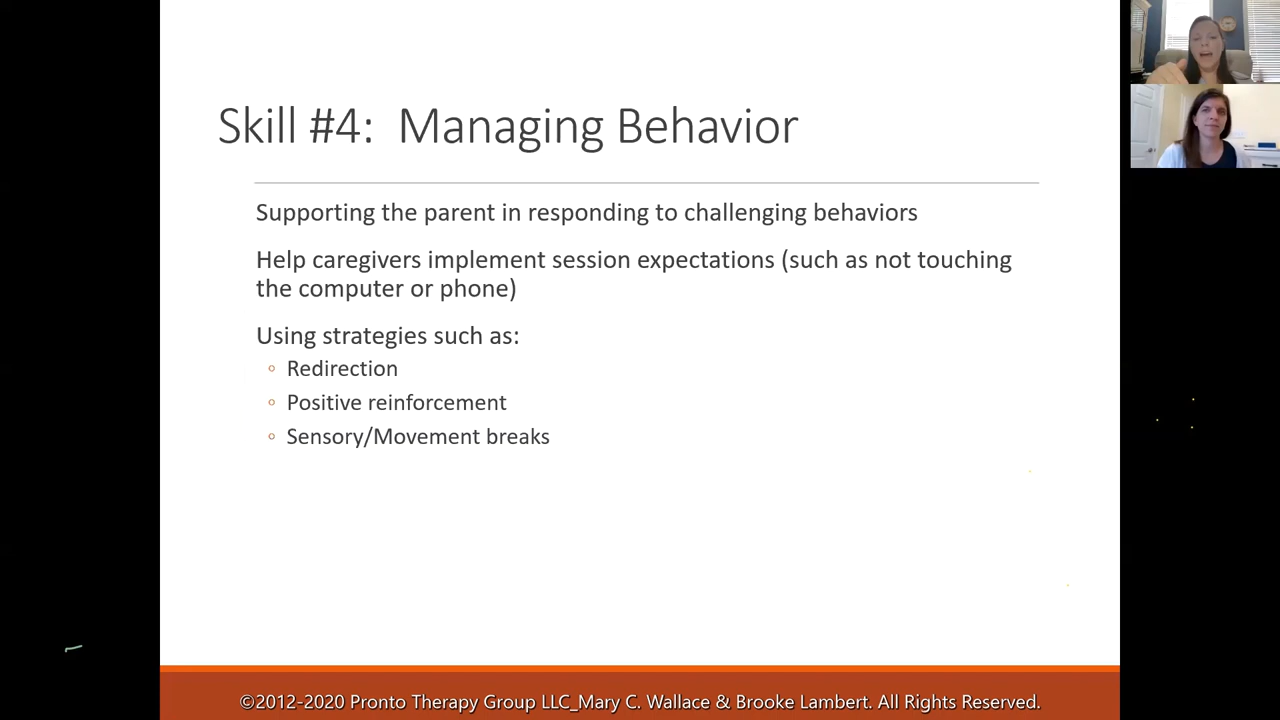 Skill #4: Managing Behavior
Supporting the parent in responding to challenging behaviors
Help caregivers implement session expectations (such as not touching
the computer or phone)
Using strategies such as:
Redirection
Positive reinforcement
Sensory/Movement breaks
©2012-2020 Pronto Therapy Group LLC_Mary C. Wallace & Brooke Lambert. All Rights Reserved.